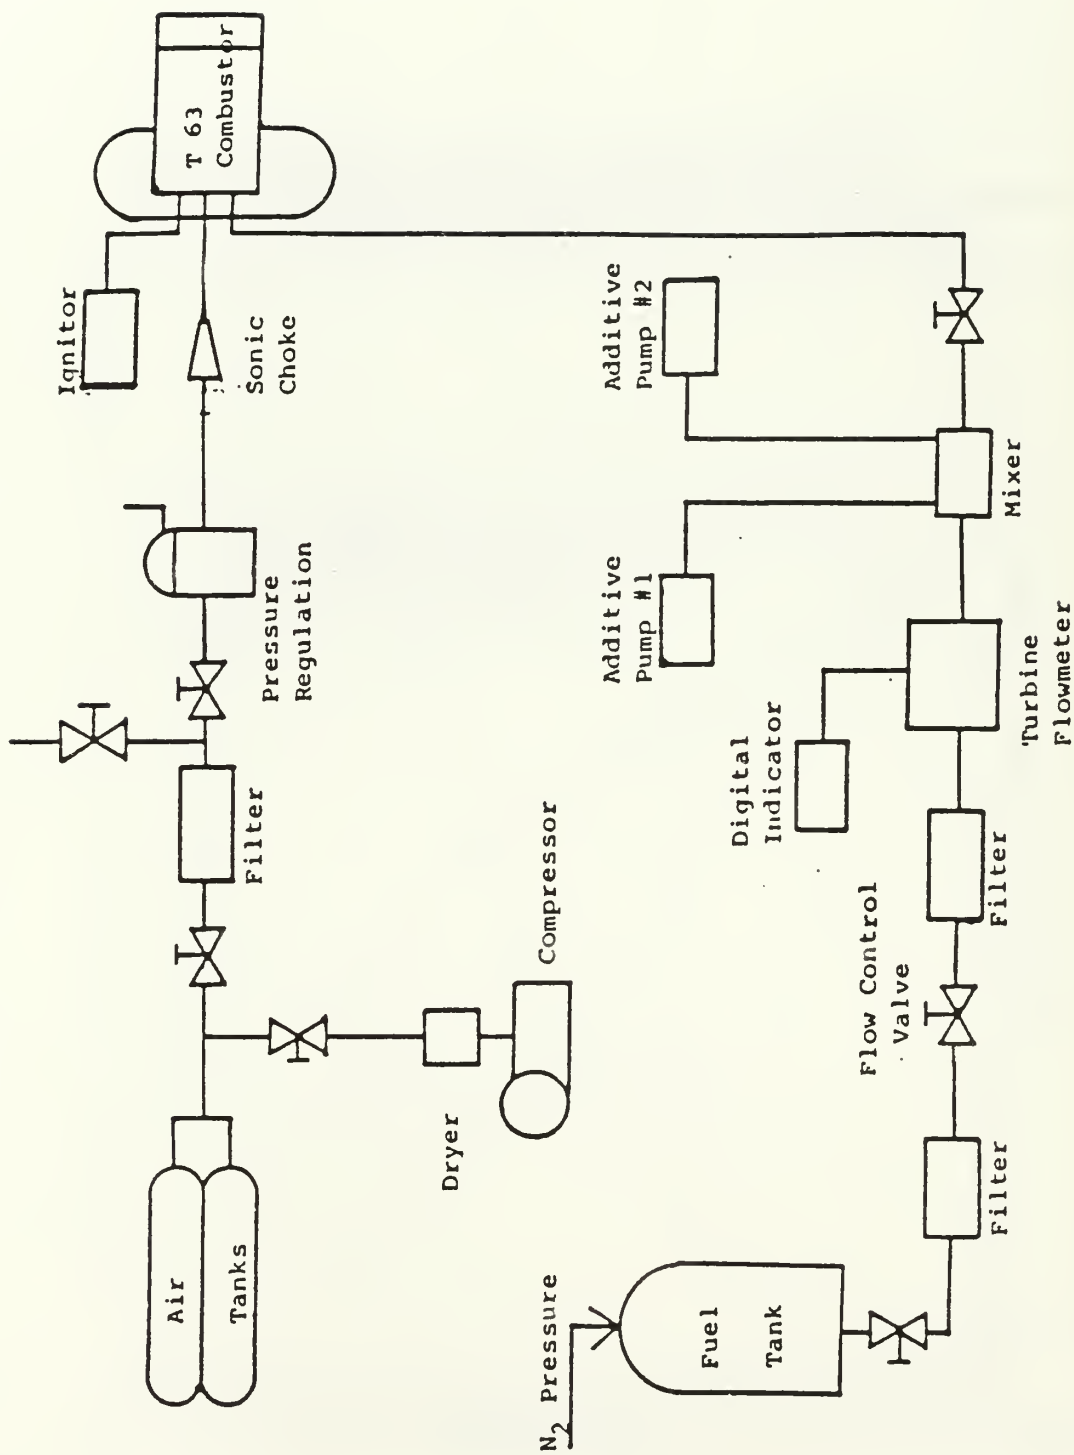 Air
Tanks
Dryer
Compressor
Filter
Pressure
Regulation
Sonic
Choke
Ignitor
T 63
Combustor
N2 Pressure
Fuel
Tank
Filter
Flow Control
Valve
Filter
Digital
Indicator
Turbine
Flowmeter
Additive
Pump #1
Additive
Pump #2
Mixer